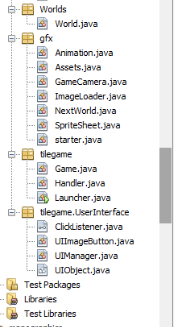 Worlds
World.java
gfx
Animation.java
Assets.java
GameCamera.java
ImageLoader.java
NextWorld.java
SpriteSheet.java
starter.java
tilegame
Game.java
Handler.java
Launcher.java
tilegame.UserInterface
ClickListener.java
UIImageButton.java
UIManager.java
UIObject.java
Test Packages
Libraries
Test Libraries